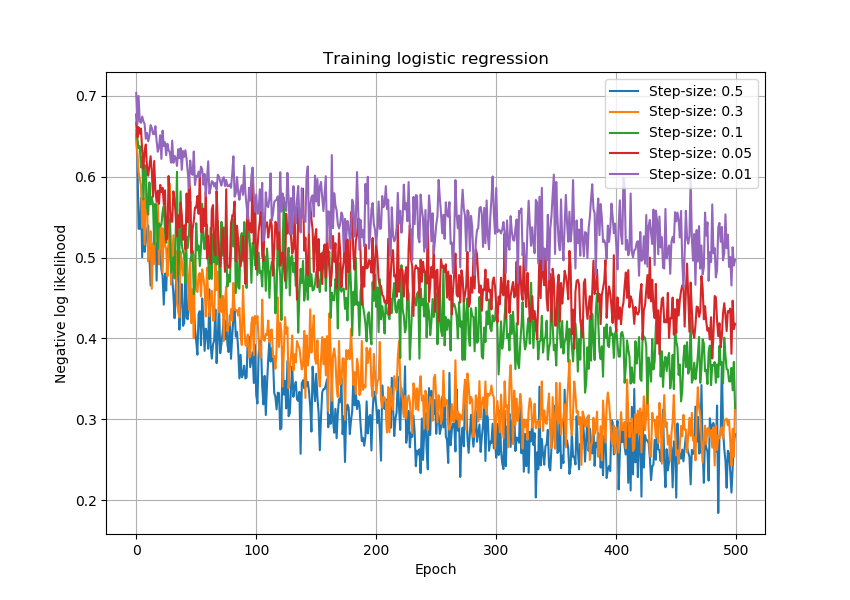 Training logistic regression
Step-size: 0.5
Step-size: 0.3
Step-size: 0.1
Step-size: 0.05
Step-size: 0.01
Negative log likelihood
0.7
0.6
0.5
0.4
0.3
0.2
0 100 200 300 400 500
Epoch